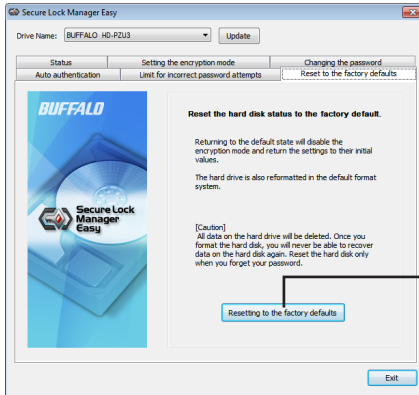 Secure Lock Manager Easy
Drive Name: BUFFALO HD-PZU3 Update
Status Setting the encryption mode Changing the password
Auto authentication Limit for incorrect password attempts Reset to the factory defaults
BUFFALO
Secure Lock
Manager
Easy
Reset the hard disk status to the factory default.
Returning to the default state will disable the
encryption mode and return the settings to their initial
values.
The hard drive is also reformatted in the default format
system.
[Caution]
All data on the hard drive will be deleted. Once you
format the hard disk, you will never be able to recover
data on the hard disk again. Reset the hard disk only
when you forget your password.
Resetting to the factory defaults
Exit